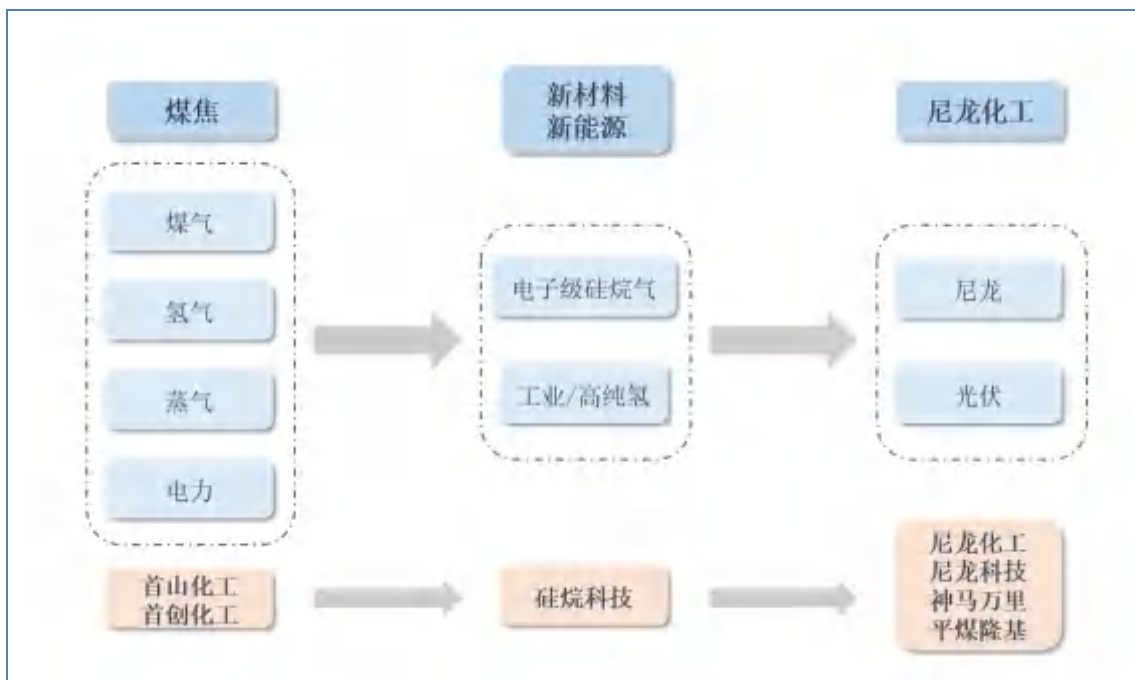 煤焦
新材料
新能源
尼龙化工
煤气
氢气
蒸气
电力
电子级硅烷气
工业/高纯氢
尼龙
光伏
首山化工
首创化工
硅烷科技
尼龙化工
尼龙科技
神马万里
平煤隆基